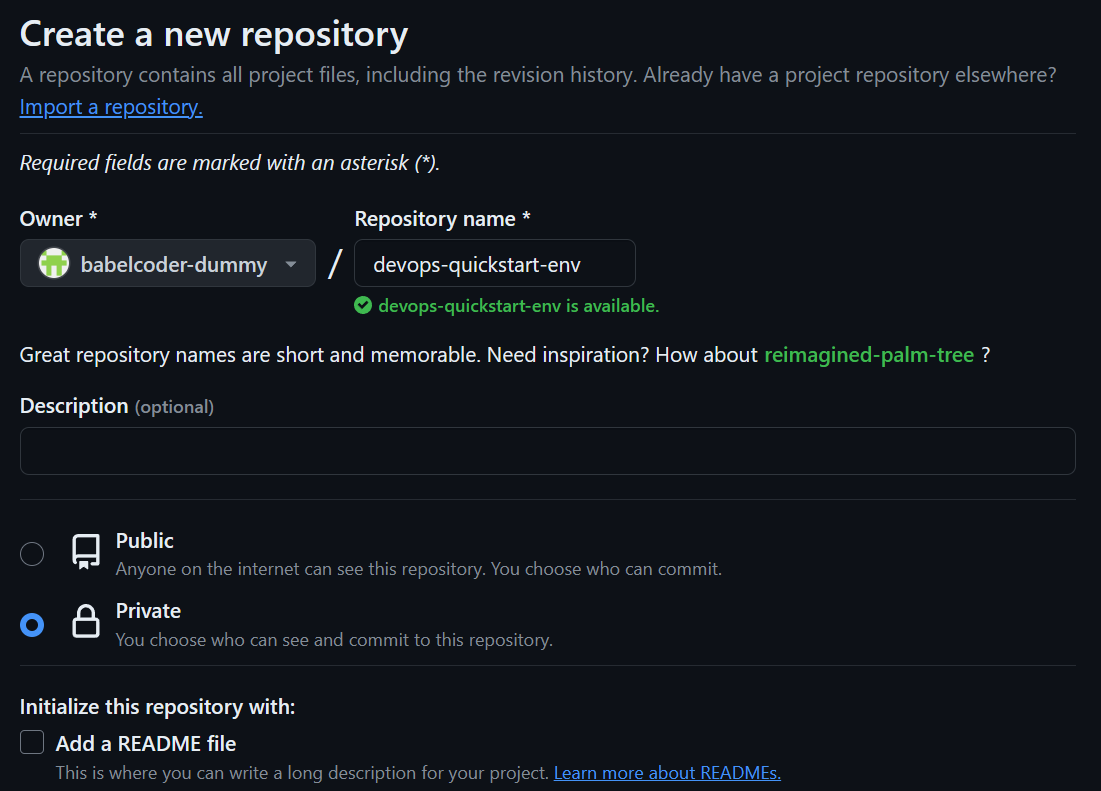 Create a new repository
A repository contains all project files, including the revision history. Already have a project repository elsewhere?
Import a repository.
Required fields are marked with an asterisk (*).
Owner *
Repository name *
babelcoder-dummy
/
devops-quickstart-env
devops-quickstart-env is available.
Great repository names are short and memorable. Need inspiration? How about reimagined-palm-tree ?
Description (optional)
Public
Anyone on the internet can see this repository. You choose who can commit.
Private
You choose who can see and commit to this repository.
Initialize this repository with:
Add a README file
This is where you can write a long description for your project. Learn more about READMEs.